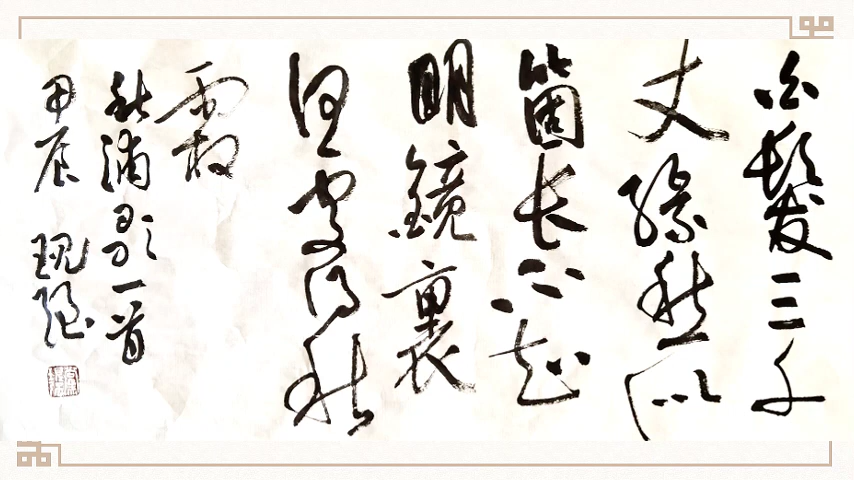 白髮三千
丈緣愁似
箇长不知
明鏡裏
何處得秋
霜
秋浦歌一首
甲辰